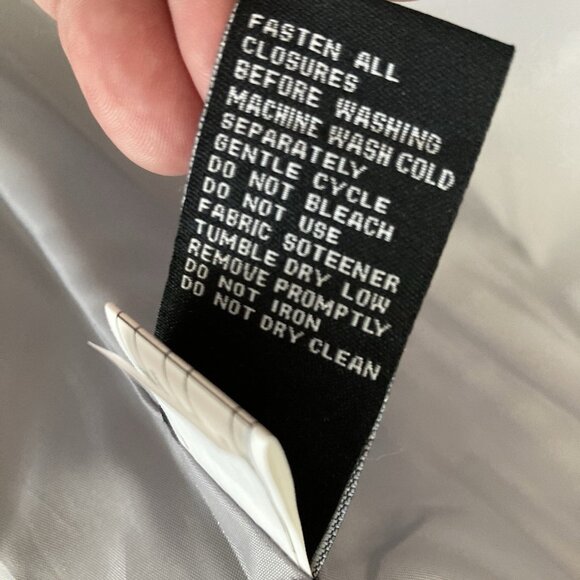 FASTEN ALL
CLOSURES
BEFORE WASHING
MACHINE WASH COLD
SEPARATELY
GENTLE CYCLE
DO NOT BLEACH
DO NOT USE
FABRIC SOTEENER
TUMBLE DRY LOW
REMOVE PROMPTLY
DO NOT IRON
DO NOT DRY CLEAN